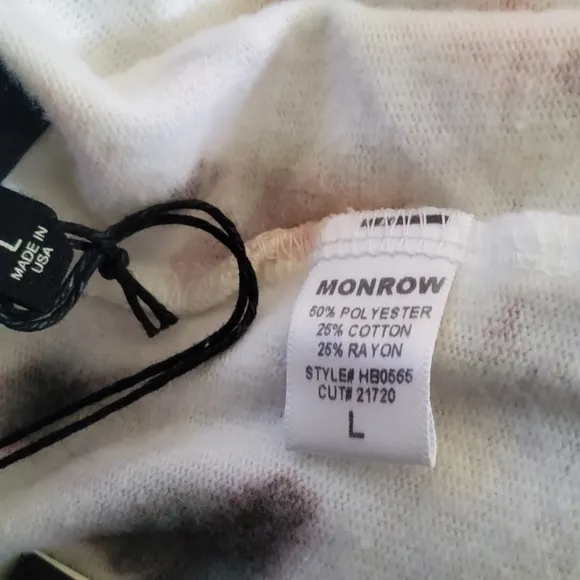 L
MADE IN
USA
MONROW
50% POLYESTER
25% COTTON
25% RAYON
STYLE# HB0565
CUT# 21720
L